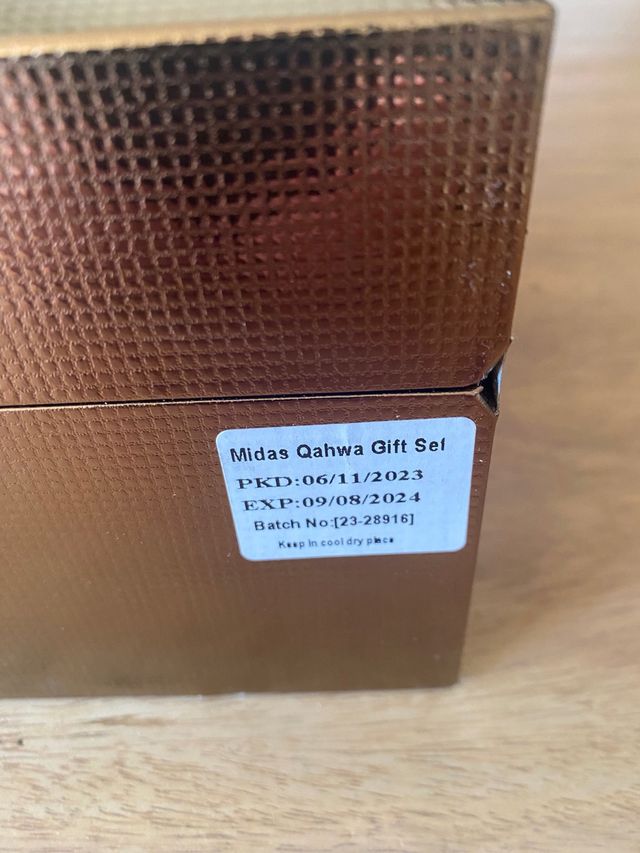 Midas Qahwa Gift Set
PKD:06/11/2023
EXP:09/08/2024
Batch No:[23-28916]
Keep in cool dry place